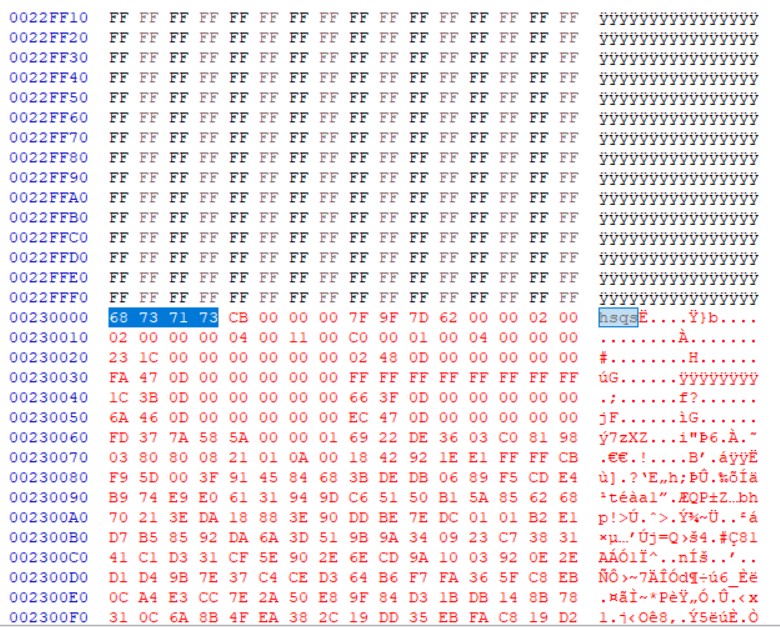 0022FF10 FF FF FF FF FF FF FF FF FF FF FF FF FF FF FF FF ÿÿÿÿÿÿÿÿÿÿÿÿÿÿÿÿ
0022FF20 FF FF FF FF FF FF FF FF FF FF FF FF FF FF FF FF ÿÿÿÿÿÿÿÿÿÿÿÿÿÿÿÿ
0022FF30 FF FF FF FF FF FF FF FF FF FF FF FF FF FF FF FF ÿÿÿÿÿÿÿÿÿÿÿÿÿÿÿÿ
0022FF40 FF FF FF FF FF FF FF FF FF FF FF FF FF FF FF FF ÿÿÿÿÿÿÿÿÿÿÿÿÿÿÿÿ
0022FF50 FF FF FF FF FF FF FF FF FF FF FF FF FF FF FF FF ÿÿÿÿÿÿÿÿÿÿÿÿÿÿÿÿ
0022FF60 FF FF FF FF FF FF FF FF FF FF FF FF FF FF FF FF ÿÿÿÿÿÿÿÿÿÿÿÿÿÿÿÿ
0022FF70 FF FF FF FF FF FF FF FF FF FF FF FF FF FF FF FF ÿÿÿÿÿÿÿÿÿÿÿÿÿÿÿÿ
0022FF80 FF FF FF FF FF FF FF FF FF FF FF FF FF FF FF FF ÿÿÿÿÿÿÿÿÿÿÿÿÿÿÿÿ
0022FF90 FF FF FF FF FF FF FF FF FF FF FF FF FF FF FF FF ÿÿÿÿÿÿÿÿÿÿÿÿÿÿÿÿ
0022FFA0 FF FF FF FF FF FF FF FF FF FF FF FF FF FF FF FF ÿÿÿÿÿÿÿÿÿÿÿÿÿÿÿÿ
0022FFB0 FF FF FF FF FF FF FF FF FF FF FF FF FF FF FF FF ÿÿÿÿÿÿÿÿÿÿÿÿÿÿÿÿ
0022FFC0 FF FF FF FF FF FF FF FF FF FF FF FF FF FF FF FF ÿÿÿÿÿÿÿÿÿÿÿÿÿÿÿÿ
0022FFD0 FF FF FF FF FF FF FF FF FF FF FF FF FF FF FF FF ÿÿÿÿÿÿÿÿÿÿÿÿÿÿÿÿ
0022FFE0 FF FF FF FF FF FF FF FF FF FF FF FF FF FF FF FF ÿÿÿÿÿÿÿÿÿÿÿÿÿÿÿÿ
0022FFF0 FF FF FF FF FF FF FF FF FF FF FF FF FF FF FF FF ÿÿÿÿÿÿÿÿÿÿÿÿÿÿÿÿ
00230000 68 73 71 73 CB 00 00 00 7F 9F 7D 62 00 00 02 00 hsqsË....Ÿ}b....
00230010 02 00 00 00 04 00 11 00 C0 00 01 00 04 00 00 00 ........À.......
00230020 23 1C 00 00 00 00 00 00 02 48 0D 00 00 00 00 00 #........H......
00230030 FA 47 0D 00 00 00 00 00 FF FF FF FF FF FF FF FF úG......ÿÿÿÿÿÿÿÿ
00230040 1C 3B 0D 00 00 00 00 00 66 3F 0D 00 00 00 00 00 .;......f?......
00230050 6A 46 0D 00 00 00 00 00 EC 47 0D 00 00 00 00 00 jF......ìG......
00230060 FD 37 7A 58 5A 00 00 01 69 22 DE 36 03 C0 81 98 ý7zXZ...i"Þ6.À.˜
00230070 03 80 80 08 21 01 0A 00 18 42 92 1E E1 FF FF CB .€€.!....B’.áÿÿË
00230080 F9 5D 00 3F 91 45 84 68 3B DE DB 06 89 F5 CD E4 ù].?‘E„h;ÞÛ.‰õÍä
00230090 B9 74 E9 E0 61 31 94 9D C6 51 50 B1 5A 85 62 68 ¹téàa1”.ÆQP±Z…bh
002300A0 70 21 3E DA 18 88 3E 90 DD BE 7E DC 01 01 B2 E1 p!>Ú.ˆ>.Ý¾~Ü..²á
002300B0 D7 B5 85 92 DA 6A 3D 51 9B 9A 34 09 23 C7 38 31 ×µ…’Új=Q›š4.#Ç81
002300C0 41 C1 D3 31 CF 5E 90 2E 6E CD 9A 10 03 92 0E 2E AÁÓ1Ï^..nÍš..’..
002300D0 D1 D4 9B 7E 37 C4 CE D3 64 B6 F7 FA 36 5F C8 EB ÑÔ›~7ÄÎÓd¶÷ú6_Èë
002300E0 0C A4 E3 CC 7E 2A 50 E8 9F 84 D3 1B DB 14 8B 78 .¤ãÌ~*PèŸ„Ó.Û.‹x
002300F0 31 0C 6A 8B 4F EA 38 2C 19 DD 35 EB FA C8 19 D2 1.j‹Oê8,.Ý5ëúÈ.Ò